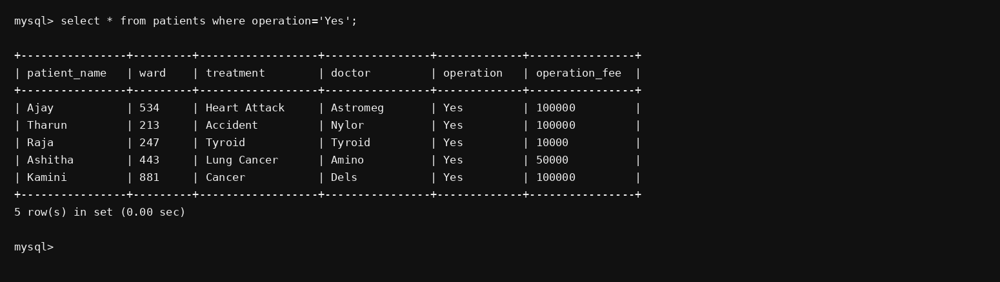 mysql> select * from patients where operation='Yes';
+----------------+---------+------------------+----------------+-------------+----------------+
| patient_name   | ward    | treatment        | doctor         | operation   | operation_fee  |
+----------------+---------+------------------+----------------+-------------+----------------+
| Ajay           | 534     | Heart Attack     | Astromeg       | Yes         | 100000         |
| Tharun         | 213     | Accident         | Nylor          | Yes         | 100000         |
| Raja           | 247     | Tyroid           | Tyroid         | Yes         | 10000          |
| Ashitha        | 443     | Lung Cancer      | Amino          | Yes         | 50000          |
| Kamini         | 881     | Cancer           | Dels           | Yes         | 100000         |
+----------------+---------+------------------+----------------+-------------+----------------+
5 row(s) in set (0.00 sec)
mysql>